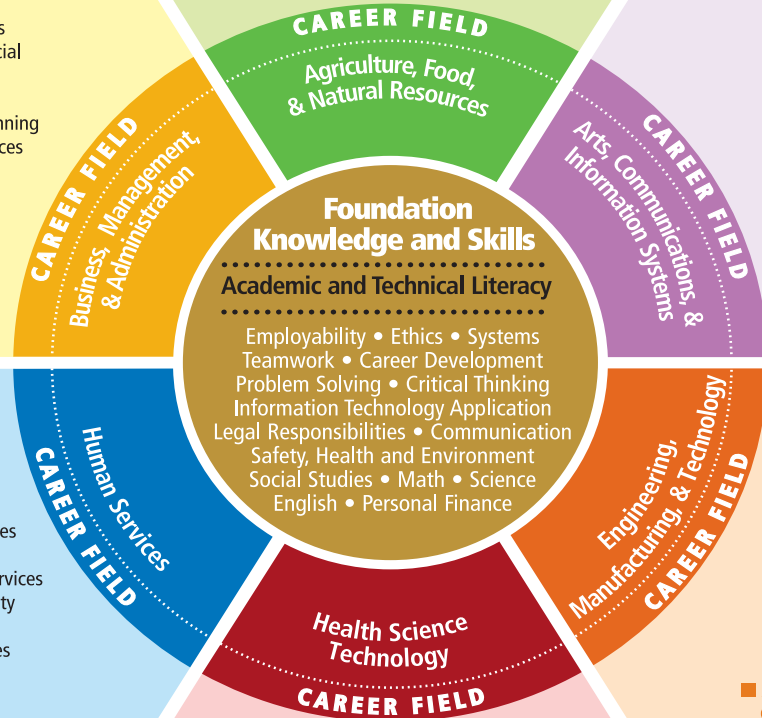 CAREER FIELD
Agriculture, Food,
& Natural Resources
CAREER FIELD
Arts, Communications, &
Information Systems
CAREER FIELD
Business, Management,
& Administration
Foundation
Knowledge and Skills
Academic and Technical Literacy
Employability • Ethics • Systems
Teamwork • Career Development
Problem Solving • Critical Thinking
Information Technology Application
Legal Responsibilities • Communication
Safety, Health and Environment
Social Studies • Math • Science
English • Personal Finance
Human Services
CAREER FIELD
Engineering,
Manufacturing, & Technology
CAREER FIELD
Health Science
Technology
CAREER FIELD